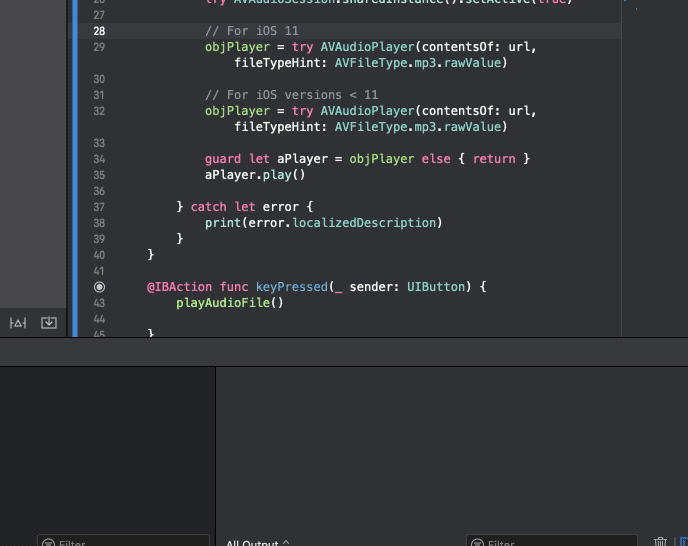 26 try AVAudioSession.sharedInstance().setActive(true)
27
28 // For iOS 11
29 objPlayer = try AVAudioPlayer(contentsOf: url,
fileTypeHint: AVFileType.mp3.rawValue)
30
31 // For iOS versions < 11
32 objPlayer = try AVAudioPlayer(contentsOf: url,
fileTypeHint: AVFileType.mp3.rawValue)
33
34 guard let aPlayer = objPlayer else { return }
35 aPlayer.play()
36
37 } catch let error {
38 print(error.localizedDescription)
39 }
40 }
41
@IBAction func keyPressed(_ sender: UIButton) {
43 playAudioFile()
44
45 }
Filter
All Output
Filter